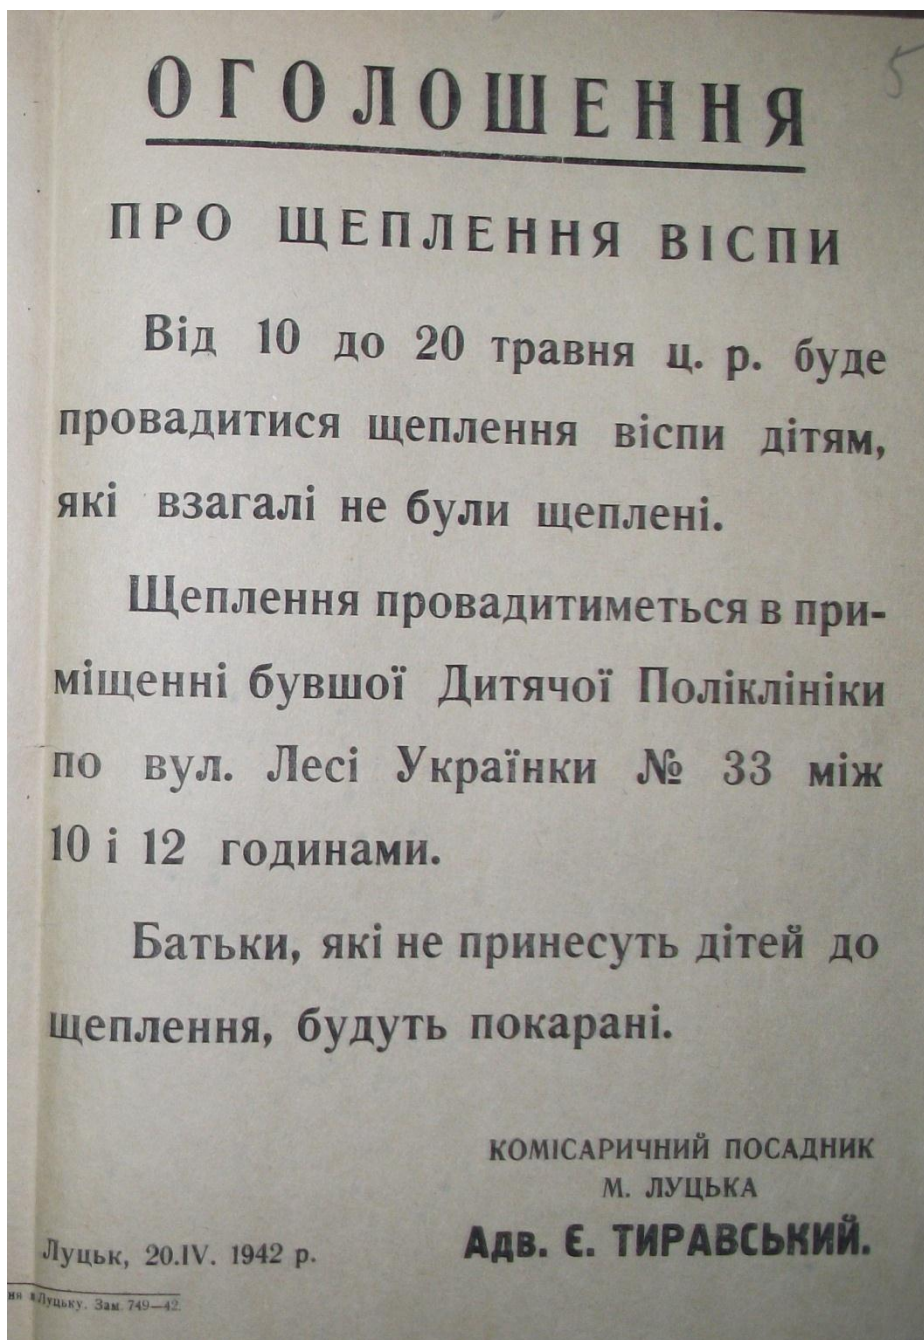 5
ОГОЛОШЕННЯ
ПРО ЩЕПЛЕННЯ ВІСПИ
Від 10 до 20 травня ц. р. буде
провадитися щеплення віспи дітям,
які взагалі не були щеплені.
Щеплення провадитиметься в при-
міщенні бувшої Дитячої Поліклініки
по вул. Лесі Українки № 33 між
10 і 12 годинами.
Батьки, які не принесуть дітей до
щеплення, будуть покарані.
КОМІСАРИЧНИЙ ПОСАДНИК
М. ЛУЦЬКА
Адв. Є. ТИРАВСЬКИЙ.
Луцьк, 20.IV. 1942 р.
Луцьку. Зам. 749—42.